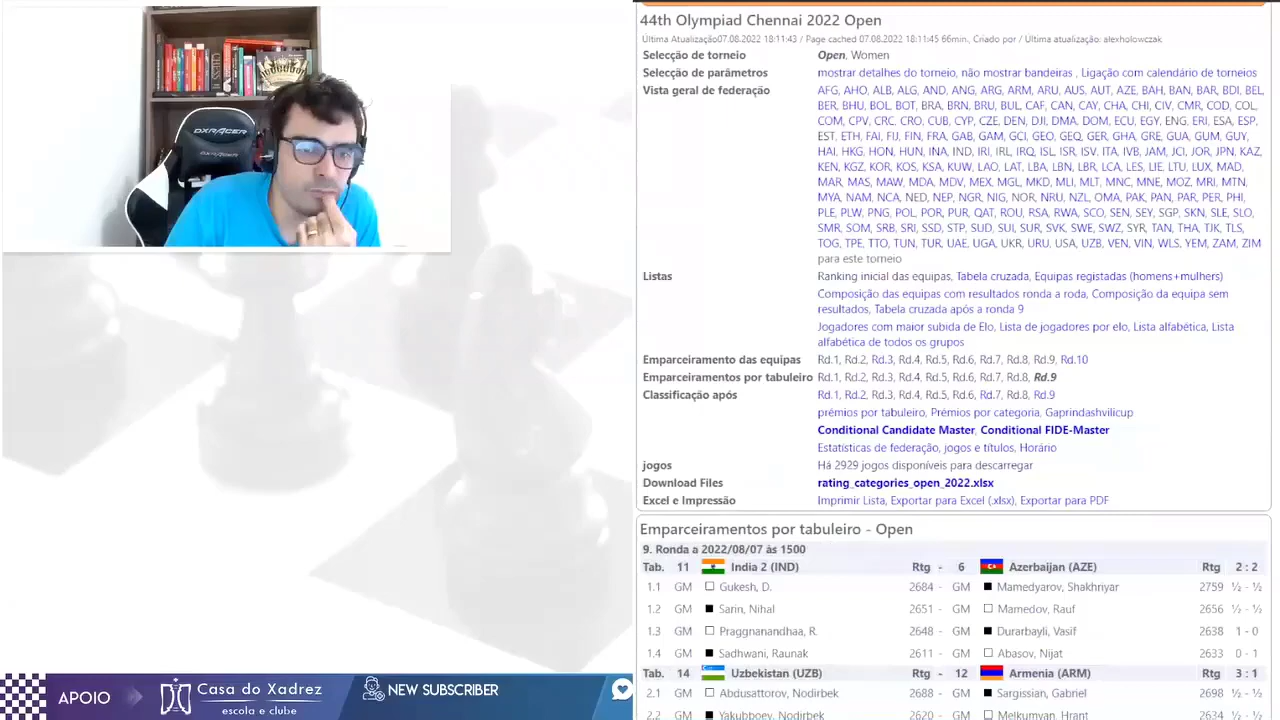 DXRACER
44th Olympiad Chennai 2022 Open
Última Atualização07.08.2022 18:11:43 / Page cached 07.08.2022 18:11:45 66min., Criado por / Última atualização: alexholowczak
Selecção de torneio Open, Women
Selecção de parâmetros mostrar detalhes do torneio, não mostrar bandeiras , Ligação com calendário de torneios
Vista geral de federação AFG, AHO, ALB, ALG, AND, ANG, ARG, ARM, ARU, AUS, AUT, AZE, BAH, BAN, BAR, BDI, BEL,
BER, BHU, BOL, BOT, BRA, BRN, BRU, BUL, CAF, CAN, CAY, CHA, CHI, CIV, CMR, COD, COL,
COM, CPV, CRC, CRO, CUB, CYP, CZE, DEN, DJI, DMA, DOM, ECU, EGY, ENG, ERI, ESA, ESP,
EST, ETH, FAI, FIJ, FIN, FRA, GAB, GAM, GCI, GEO, GEQ, GER, GHA, GRE, GUA, GUM, GUY,
HAI, HKG, HON, HUN, INA, IND, IRI, IRL, IRQ, ISL, ISR, ISV, ITA, IVB, JAM, JCI, JOR, JPN, KAZ,
KEN, KGZ, KOR, KOS, KSA, KUW, LAO, LAT, LBA, LBN, LBR, LCA, LES, LIE, LTU, LUX, MAD,
MAR, MAS, MAW, MDA, MDV, MEX, MGL, MKD, MLI, MLT, MNC, MNE, MOZ, MRI, MTN,
MYA, NAM, NCA, NED, NEP, NGR, NIG, NOR, NRU, NZL, OMA, PAK, PAN, PAR, PER, PHI,
PLE, PLW, PNG, POL, POR, PUR, QAT, ROU, RSA, RWA, SCO, SEN, SEY, SGP, SKN, SLE, SLO,
SMR, SOM, SRB, SRI, SSD, STP, SUD, SUI, SUR, SVK, SWE, SWZ, SYR, TAN, THA, TJK, TLS,
TOG, TPE, TTO, TUN, TUR, UAE, UGA, UKR, URU, USA, UZB, VEN, VIN, WLS, YEM, ZAM, ZIM
para este torneio
Listas Ranking inicial das equipas, Tabela cruzada, Equipas registadas (homens+mulhers)
Composição das equipas com resultados ronda a roda, Composição da equipa sem
resultados, Tabela cruzada após a ronda 9
Jogadores com maior subida de Elo, Lista de jogadores por elo, Lista alfabética, Lista
alfabética de todos os grupos
Emparceiramento das equipas Rd.1, Rd.2, Rd.3, Rd.4, Rd.5, Rd.6, Rd.7, Rd.8, Rd.9, Rd.10
Emparceiramentos por tabuleiro Rd.1, Rd.2, Rd.3, Rd.4, Rd.5, Rd.6, Rd.7, Rd.8, Rd.9
Classificação após Rd.1, Rd.2, Rd.3, Rd.4, Rd.5, Rd.6, Rd.7, Rd.8, Rd.9
prémios por tabuleiro, Prémios por categoria, Gaprindashvilicup
Conditional Candidate Master, Conditional FIDE-Master
Estatísticas de federação, jogos e títulos, Horário
jogos Há 2929 jogos disponíveis para descarregar
Download Files rating_categories_open_2022.xlsx
Excel e Impressão Imprimir Lista, Exportar para Excel (.xlsx), Exportar para PDF
Emparceiramentos por tabuleiro - Open
9. Ronda a 2022/08/07 às 1500
Tab. 11 India 2 (IND) Rtg - 6 Azerbaijan (AZE) Rtg 2 : 2
1.1 GM Gukesh, D. 2684 - GM Mamedyarov, Shakhriyar 2759 ½ - ½
1.2 GM Sarin, Nihal 2651 - GM Mamedov, Rauf 2656 ½ - ½
1.3 GM Praggnanandhaa, R. 2648 - GM Durarbayli, Vasif 2638 1 - 0
1.4 GM Sadhwani, Raunak 2611 - GM Abasov, Nijat 2633 0 - 1
Tab. 14 Uzbekistan (UZB) Rtg - 12 Armenia (ARM) Rtg 3 : 1
2.1 GM Abdusattorov, Nodirbek 2688 - GM Sargissian, Gabriel 2698 ½ - ½
2.2 GM Yakubboev, Nodirbek 2620 - GM Melkumyan, Hrant 2634 ½ - ½
APOIO
Casa do Xadrez
escola e clube
NEW SUBSCRIBER